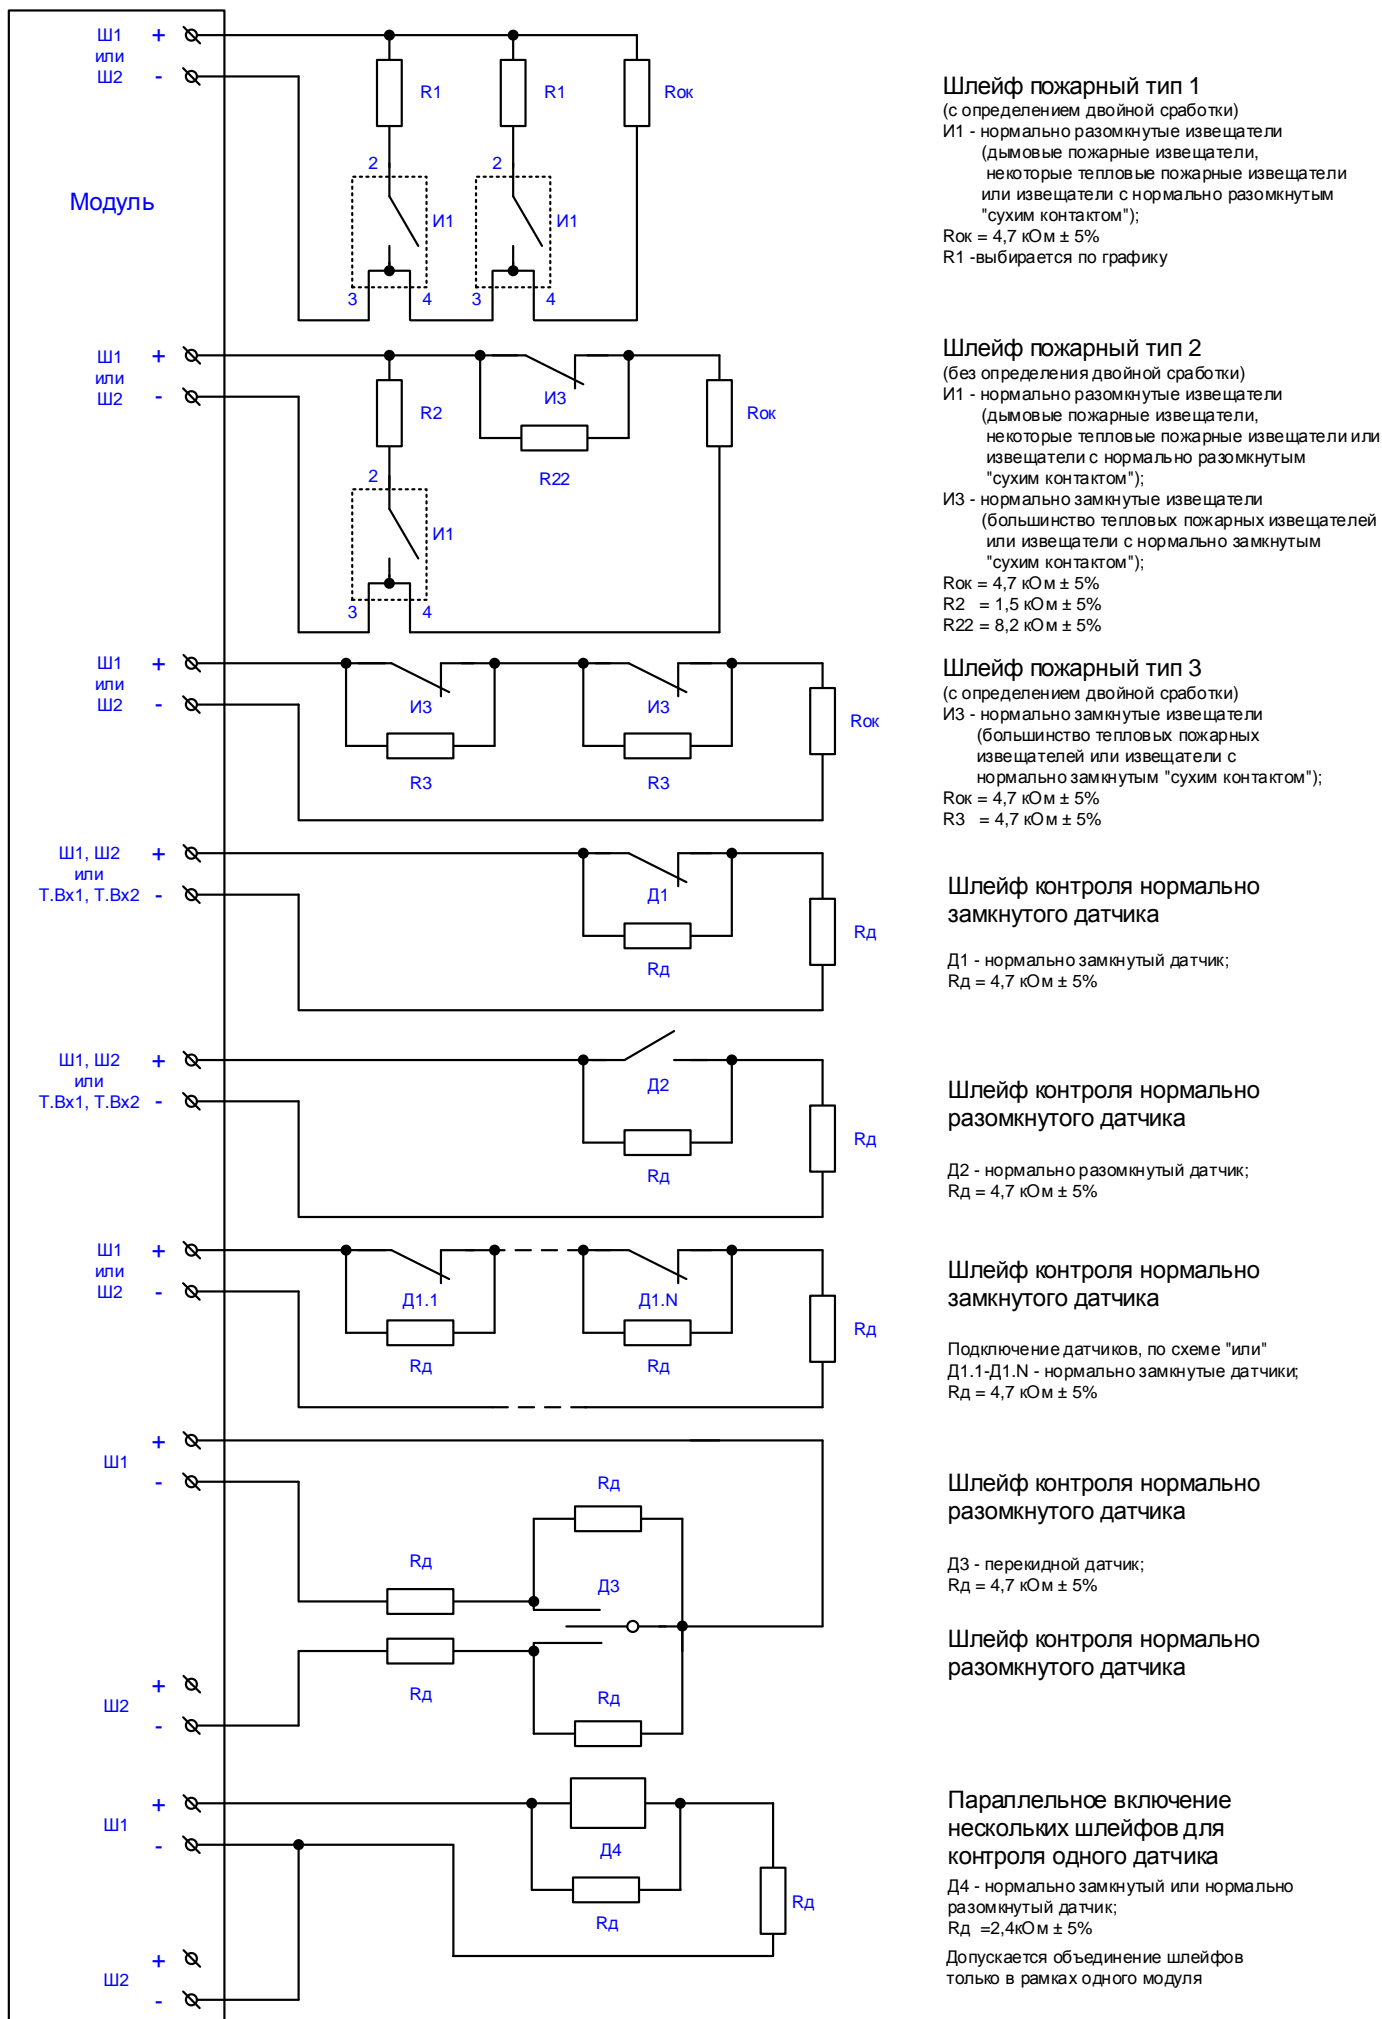 Модуль
Ш1
или
Ш2
+
-
R1
R1
Rок
2
2
И1
И1
3
4
3
4
Шлейф пожарный тип 1
(с определением двойной сработки)
И1 - нормально разомкнутые извещатели
(дымовые пожарные извещатели,
некоторые тепловые пожарные извещатели
или извещатели с нормально разомкнутым
"сухим контактом");
Rок = 4,7 кОм ± 5%
R1 -выбирается по графику
Ш1
или
Ш2
+
-
R2
И3
R22
Rок
2
И1
3
4
Шлейф пожарный тип 2
(без определения двойной сработки)
И1 - нормально разомкнутые извещатели
(дымовые пожарные извещатели,
некоторые тепловые пожарные извещатели или
извещатели с нормально разомкнутым
"сухим контактом");
И3 - нормально замкнутые извещатели
(большинство тепловых пожарных извещателей
или извещатели с нормально замкнутым
"сухим контактом");
Rок = 4,7 кОм ± 5%
R2 = 1,5 кОм ± 5%
R22 = 8,2 кОм ± 5%
Ш1
или
Ш2
+
-
И3
И3
Rок
R3
R3
Шлейф пожарный тип 3
(с определением двойной сработки)
И3 - нормально замкнутые извещатели
(большинство тепловых пожарных
извещателей или извещатели с
нормально замкнутым "сухим контактом");
Rок = 4,7 кОм ± 5%
R3 = 4,7 кОм ± 5%
Ш1, Ш2
или
Т.Вх1, Т.Вх2
+
-
Д1
Rд
Rд
Шлейф контроля нормально
замкнутого датчика
Д1 - нормально замкнутый датчик;
Rд = 4,7 кОм ± 5%
Ш1, Ш2
или
Т.Вх1, Т.Вх2
+
-
Д2
Rд
Rд
Шлейф контроля нормально
разомкнутого датчика
Д2 - нормально разомкнутый датчик;
Rд = 4,7 кОм ± 5%
Ш1
или
Ш2
+
-
Д1.1
Д1.N
Rд
Rд
Rд
Шлейф контроля нормально
замкнутого датчика
Подключение датчиков, по схеме "или"
Д1.1-Д1.N - нормально замкнутые датчики;
Rд = 4,7 кОм ± 5%
Ш1
+
-
Rд
Rд
Д3
Rд
Rд
Ш2
+
-
Шлейф контроля нормально
разомкнутого датчика
Д3 - перекидной датчик;
Rд = 4,7 кОм ± 5%
Шлейф контроля нормально
разомкнутого датчика
Ш1
+
-
Д4
Rд
Rд
Ш2
+
-
Параллельное включение
нескольких шлейфов для
контроля одного датчика
Д4 - нормально замкнутый или нормально
разомкнутый датчик;
Rд =2,4кОм ± 5%
Допускается объединение шлейфов
только в рамках одного модуля